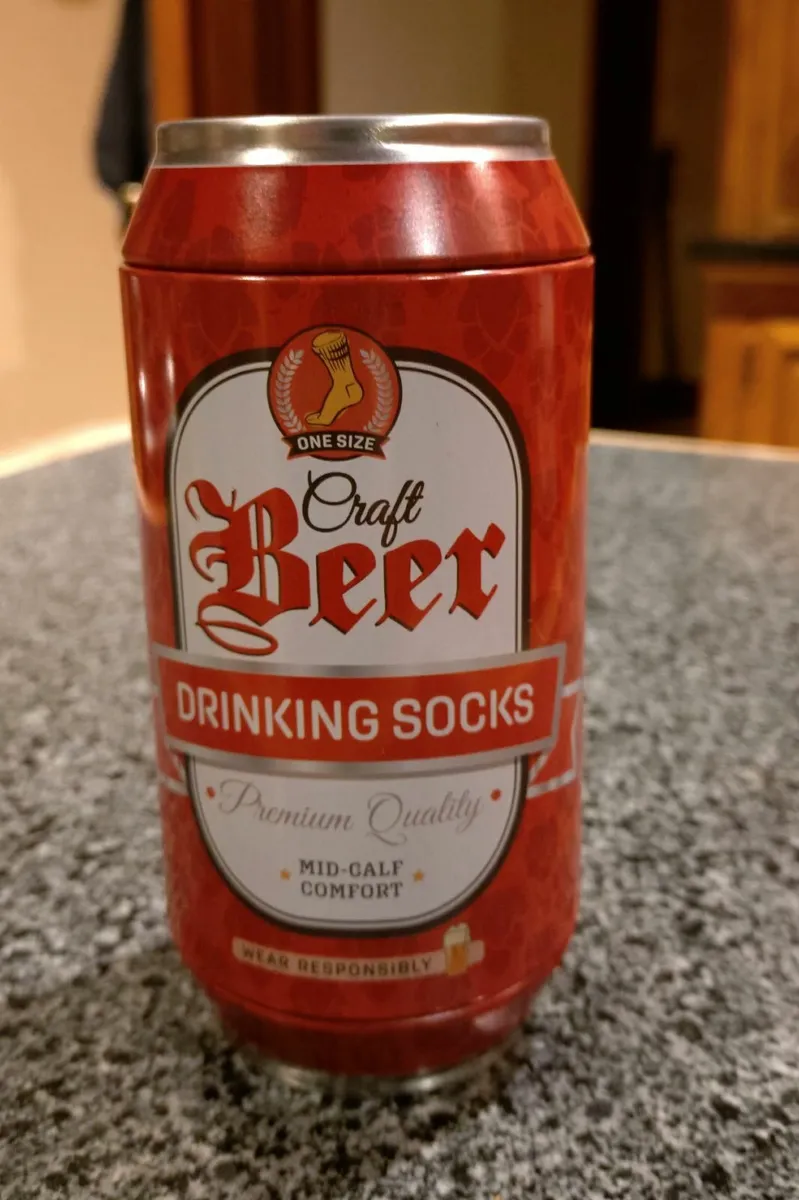 ONE SIZE
Craft
Beer
DRINKING SOCKS
Premium Quality
MID-CALF
COMFORT
WEAR RESPONSIBLY